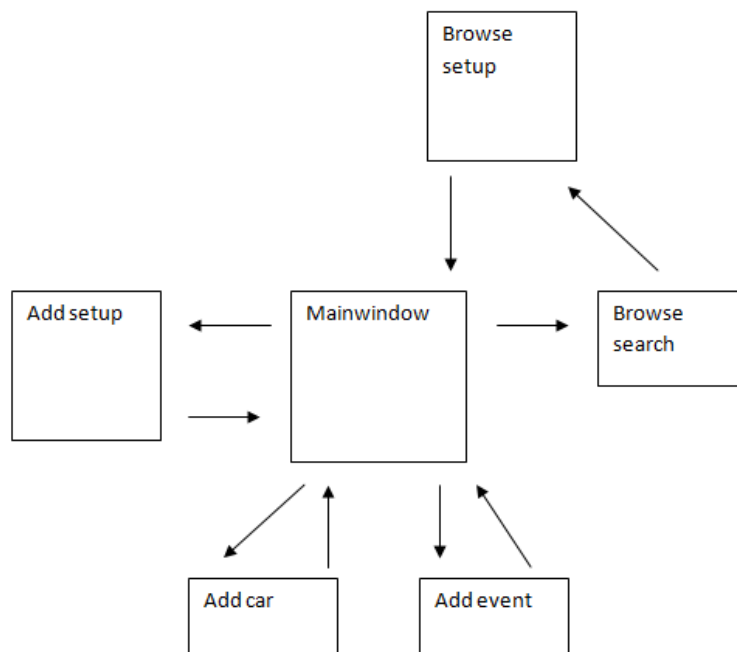 Browse
setup
Add setup
Mainwindow
Browse
search
Add car
Add event